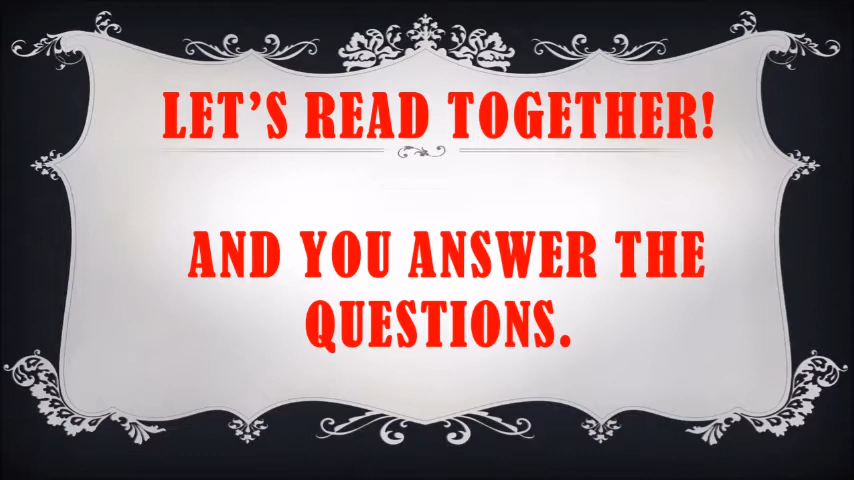 LET’S READ TOGETHER!
AND YOU ANSWER THE
QUESTIONS.